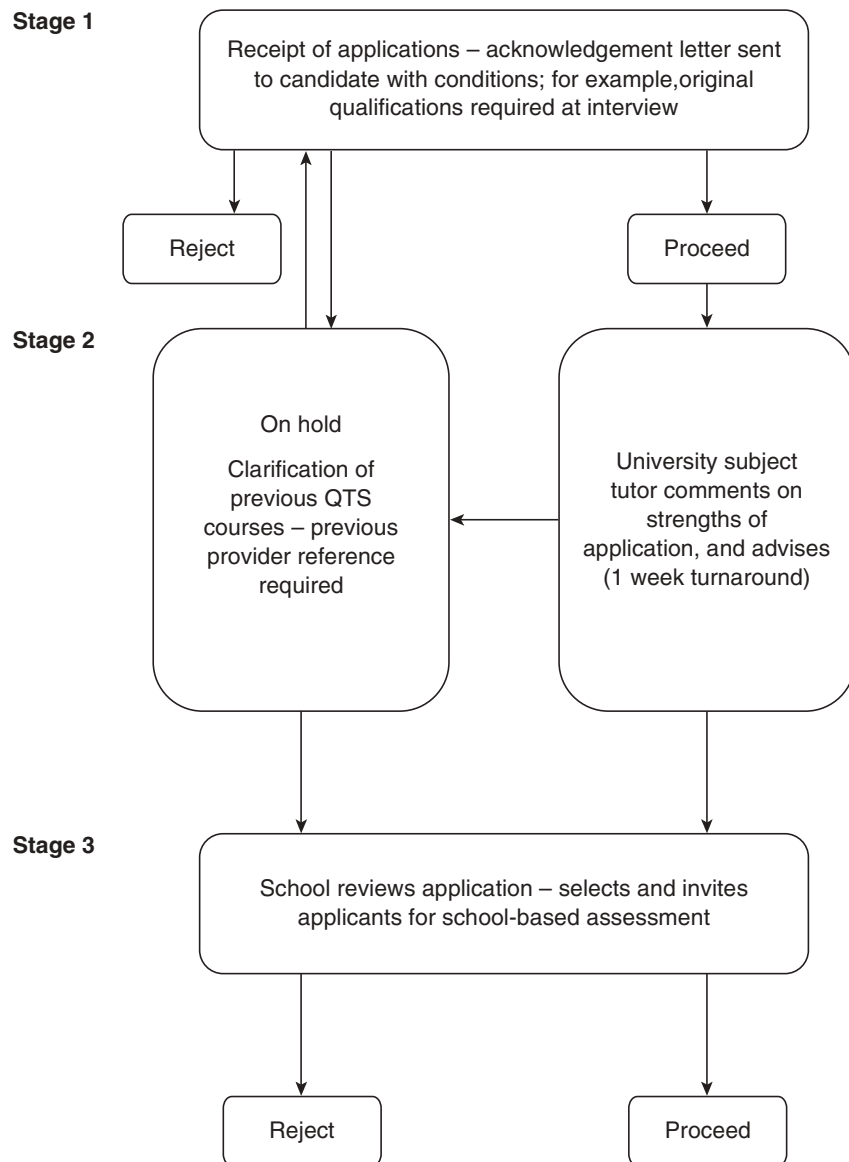 Stage 1
Receipt of applications – acknowledgement letter sent
to candidate with conditions; for example,original
qualifications required at interview
Reject
Proceed
Stage 2
On hold
Clarification of
previous QTS
courses – previous
provider reference
required
University subject
tutor comments on
strengths of
application, and advises
(1 week turnaround)
Stage 3
School reviews application – selects and invites
applicants for school-based assessment
Reject
Proceed